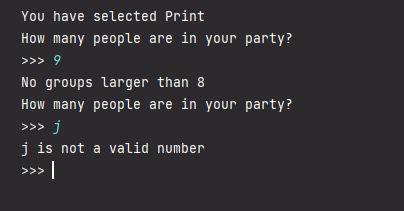 You have selected Print
How many people are in your party?
>>> 9
No groups larger than 8
How many people are in your party?
>>> j
j is not a valid number
>>>